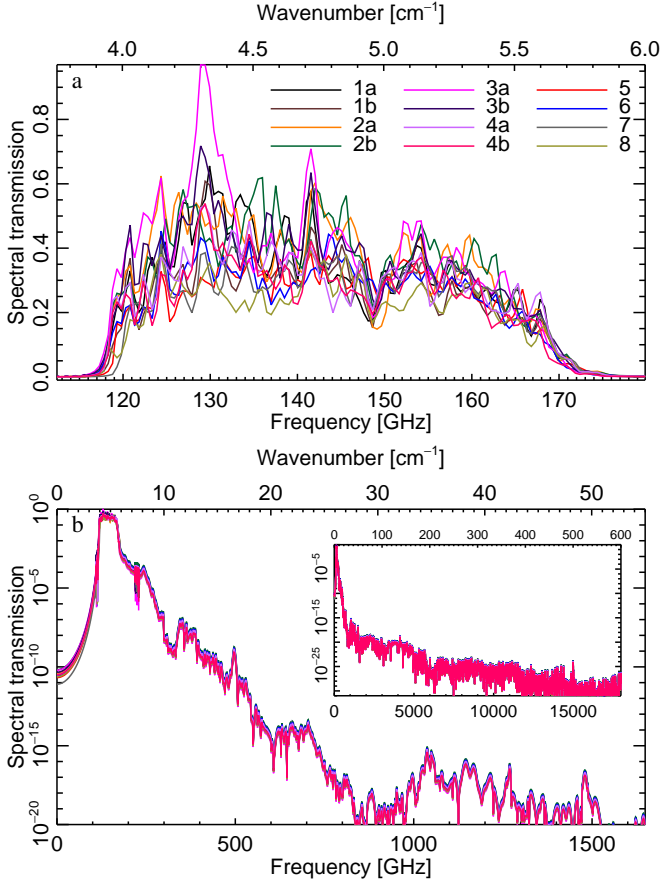 Wavenumber [cm⁻¹]
4.0 4.5 5.0 5.5 6.0
a
1a 3a 5
1b 3b 6
2a 4a 7
2b 4b 8
Spectral transmission
0.8
0.6
0.4
0.2
0.0
120 130 140 150 160 170
Frequency [GHz]
Wavenumber [cm⁻¹]
0 10 20 30 40 50
b
Spectral transmission
10⁰
10⁻⁵
10⁻¹⁰
10⁻¹⁵
10⁻²⁰
0 100 200 300 400 500 600
10⁻⁵
10⁻¹⁵
10⁻²⁵
0 5000 10000 15000
0 500 1000 1500
Frequency [GHz]